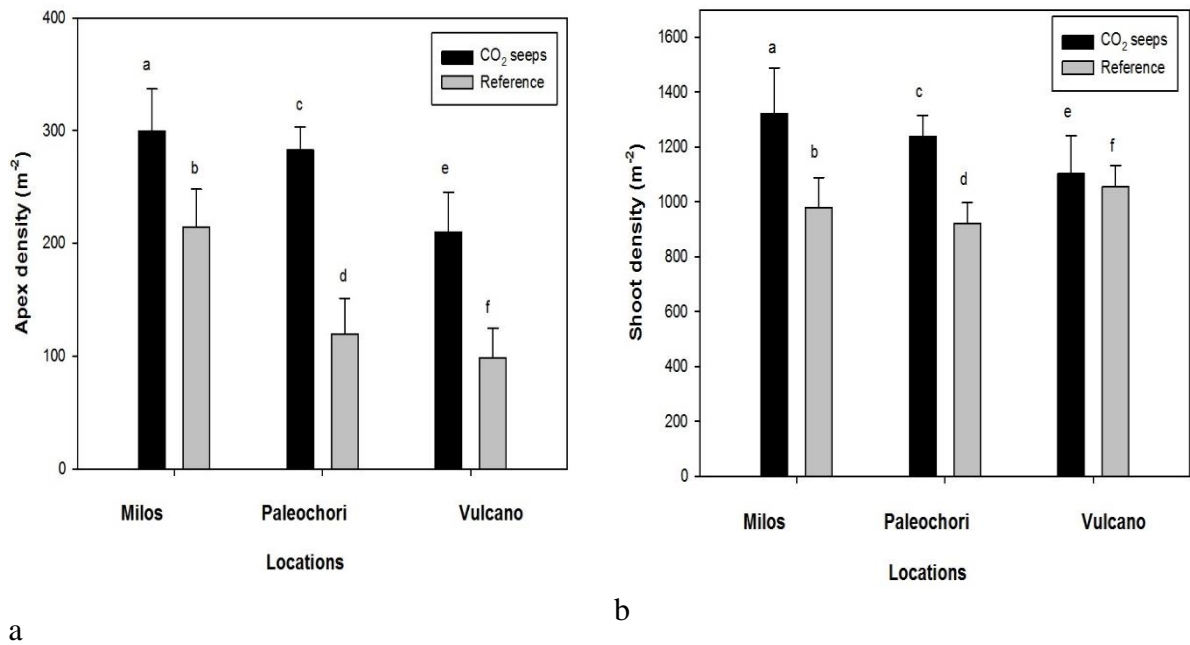 400
300
200
100
0
Apex density (m⁻²)
CO₂ seeps
Reference
a
b
c
d
e
f
Milos
Paleochori
Vulcano
Locations
a
1600
1400
1200
1000
800
600
400
200
0
Shoot density (m⁻²)
CO₂ seeps
Reference
a
b
c
d
e
f
Milos
Paleochori
Vulcano
Locations
b